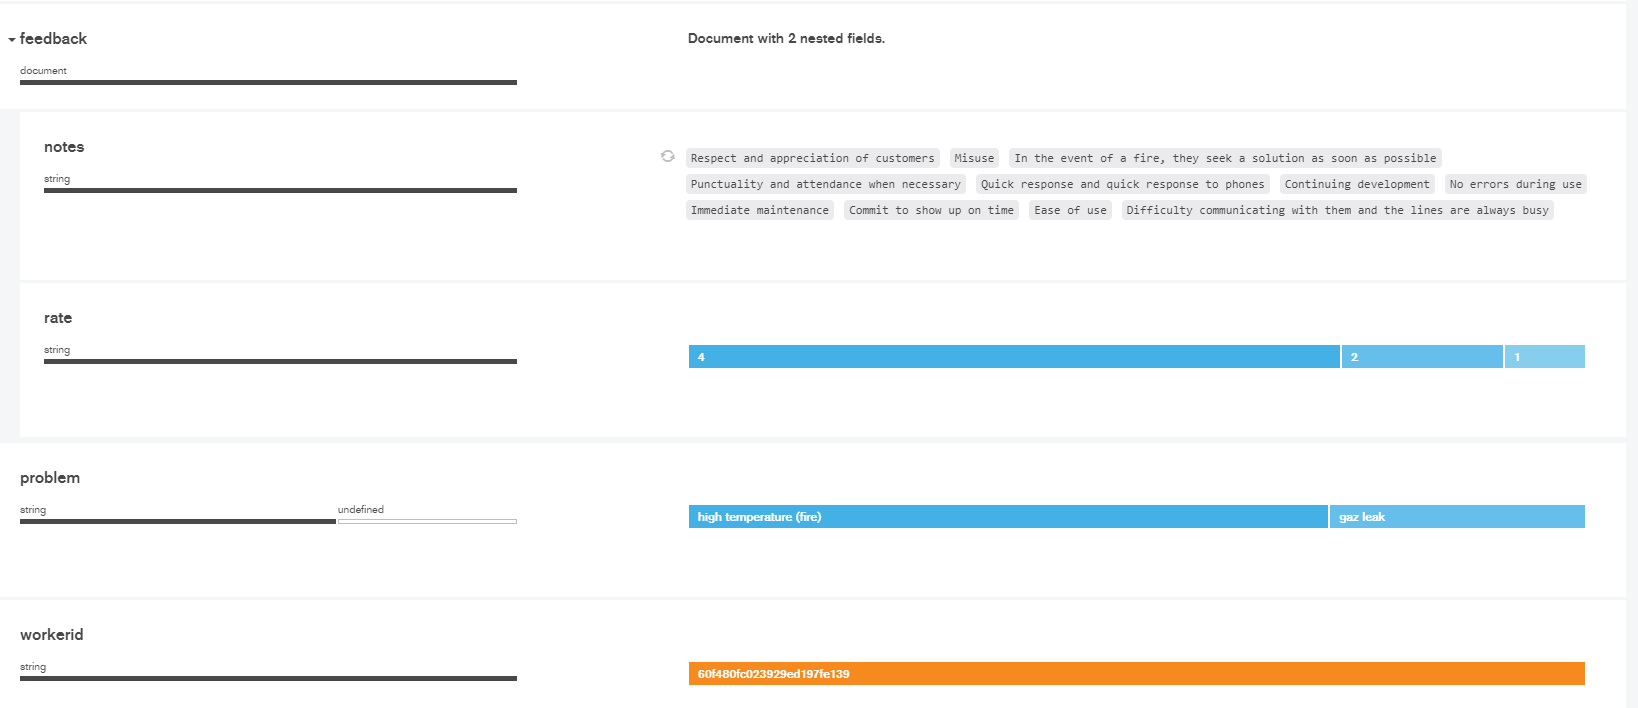 feedback
Document with 2 nested fields.
document
notes
string
Respect and appreciation of customers Misuse In the event of a fire, they seek a solution as soon as possible
Punctuality and attendance when necessary Quick response and quick response to phones Continuing development No errors during use
Immediate maintenance Commit to show up on time Ease of use Difficulty communicating with them and the lines are always busy
rate
string
4 2 1
problem
string undefined
high temperature (fire) gaz leak
workerid
string
60f480fc023929ed197fe139